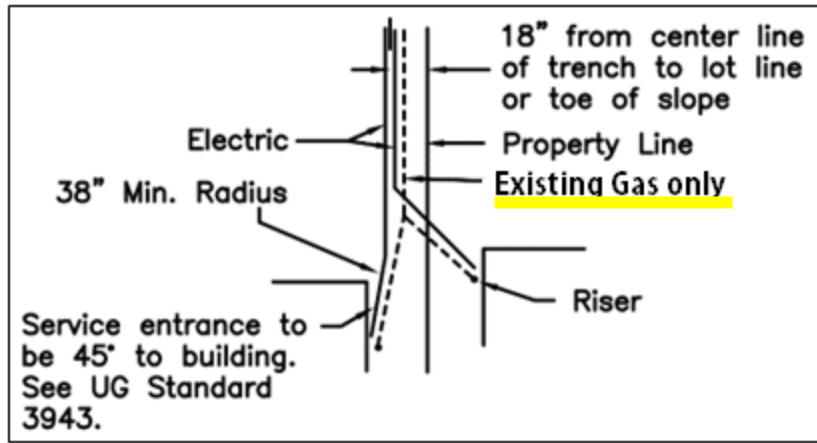 18" from center line
of trench to lot line
or toe of slope
Electric
Property Line
38" Min. Radius
Existing Gas only
Riser
Service entrance to
be 45° to building.
See UG Standard
3943.